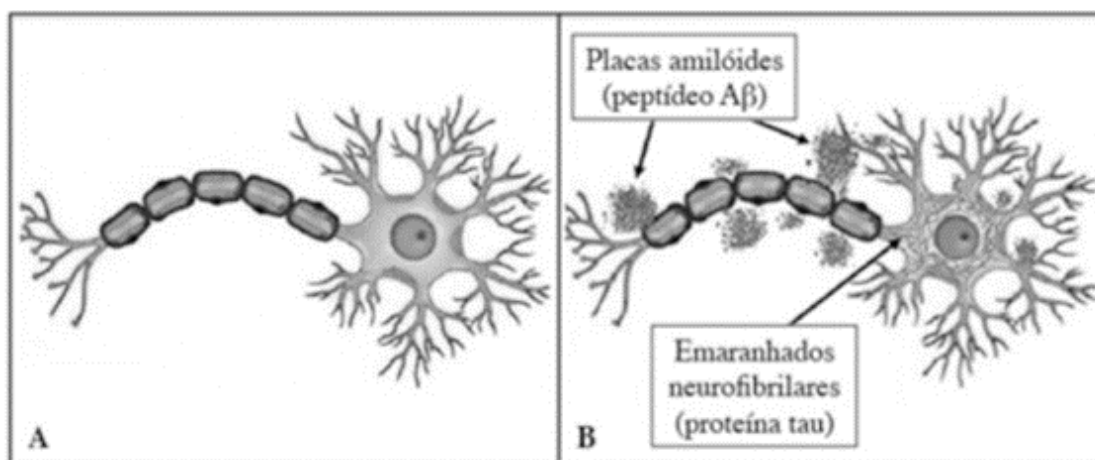 Placas amilóides
(peptídeo Aβ)
Emaranhados
neurofibrilares
(proteína tau)
A
B